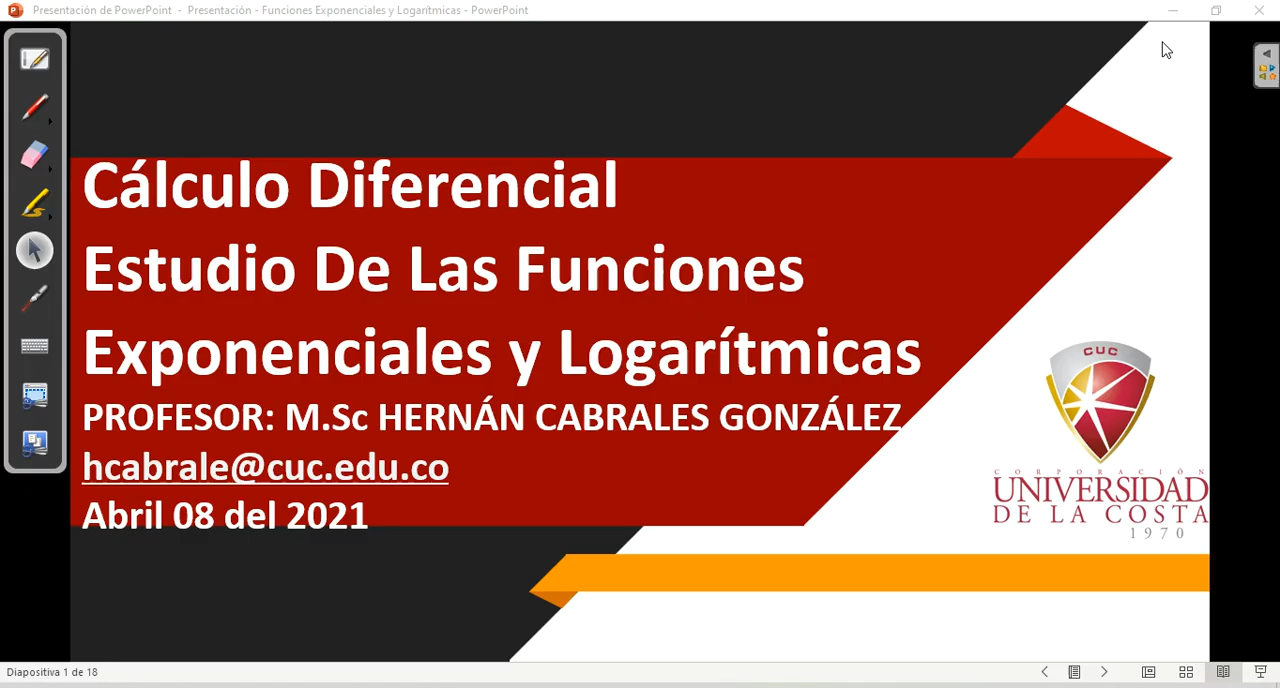 Presentación de PowerPoint - Presentación - Funciones Exponenciales y Logarítmicas - PowerPoint
Cálculo Diferencial
Estudio De Las Funciones
Exponenciales y Logarítmicas
PROFESOR: M.Sc HERNÁN CABRALES GONZÁLEZ
hcabrale@cuc.edu.co
Abril 08 del 2021
CUC
CORPORACIÓN
UNIVERSIDAD
DE LA COSTA
1970
Diapositiva 1 de 18